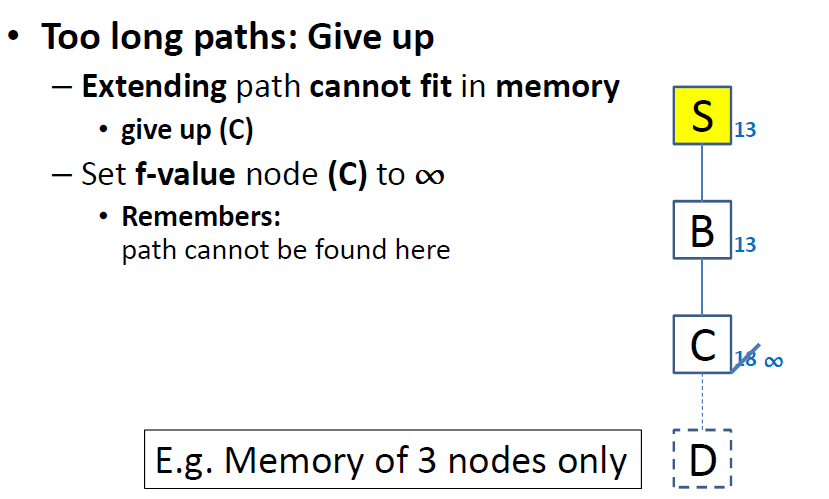 • Too long paths: Give up
– Extending path cannot fit in memory
• give up (C)
– Set f-value node (C) to ∞
• Remembers:
path cannot be found here
S 13
B 13
C 18 ∞
D
E.g. Memory of 3 nodes only